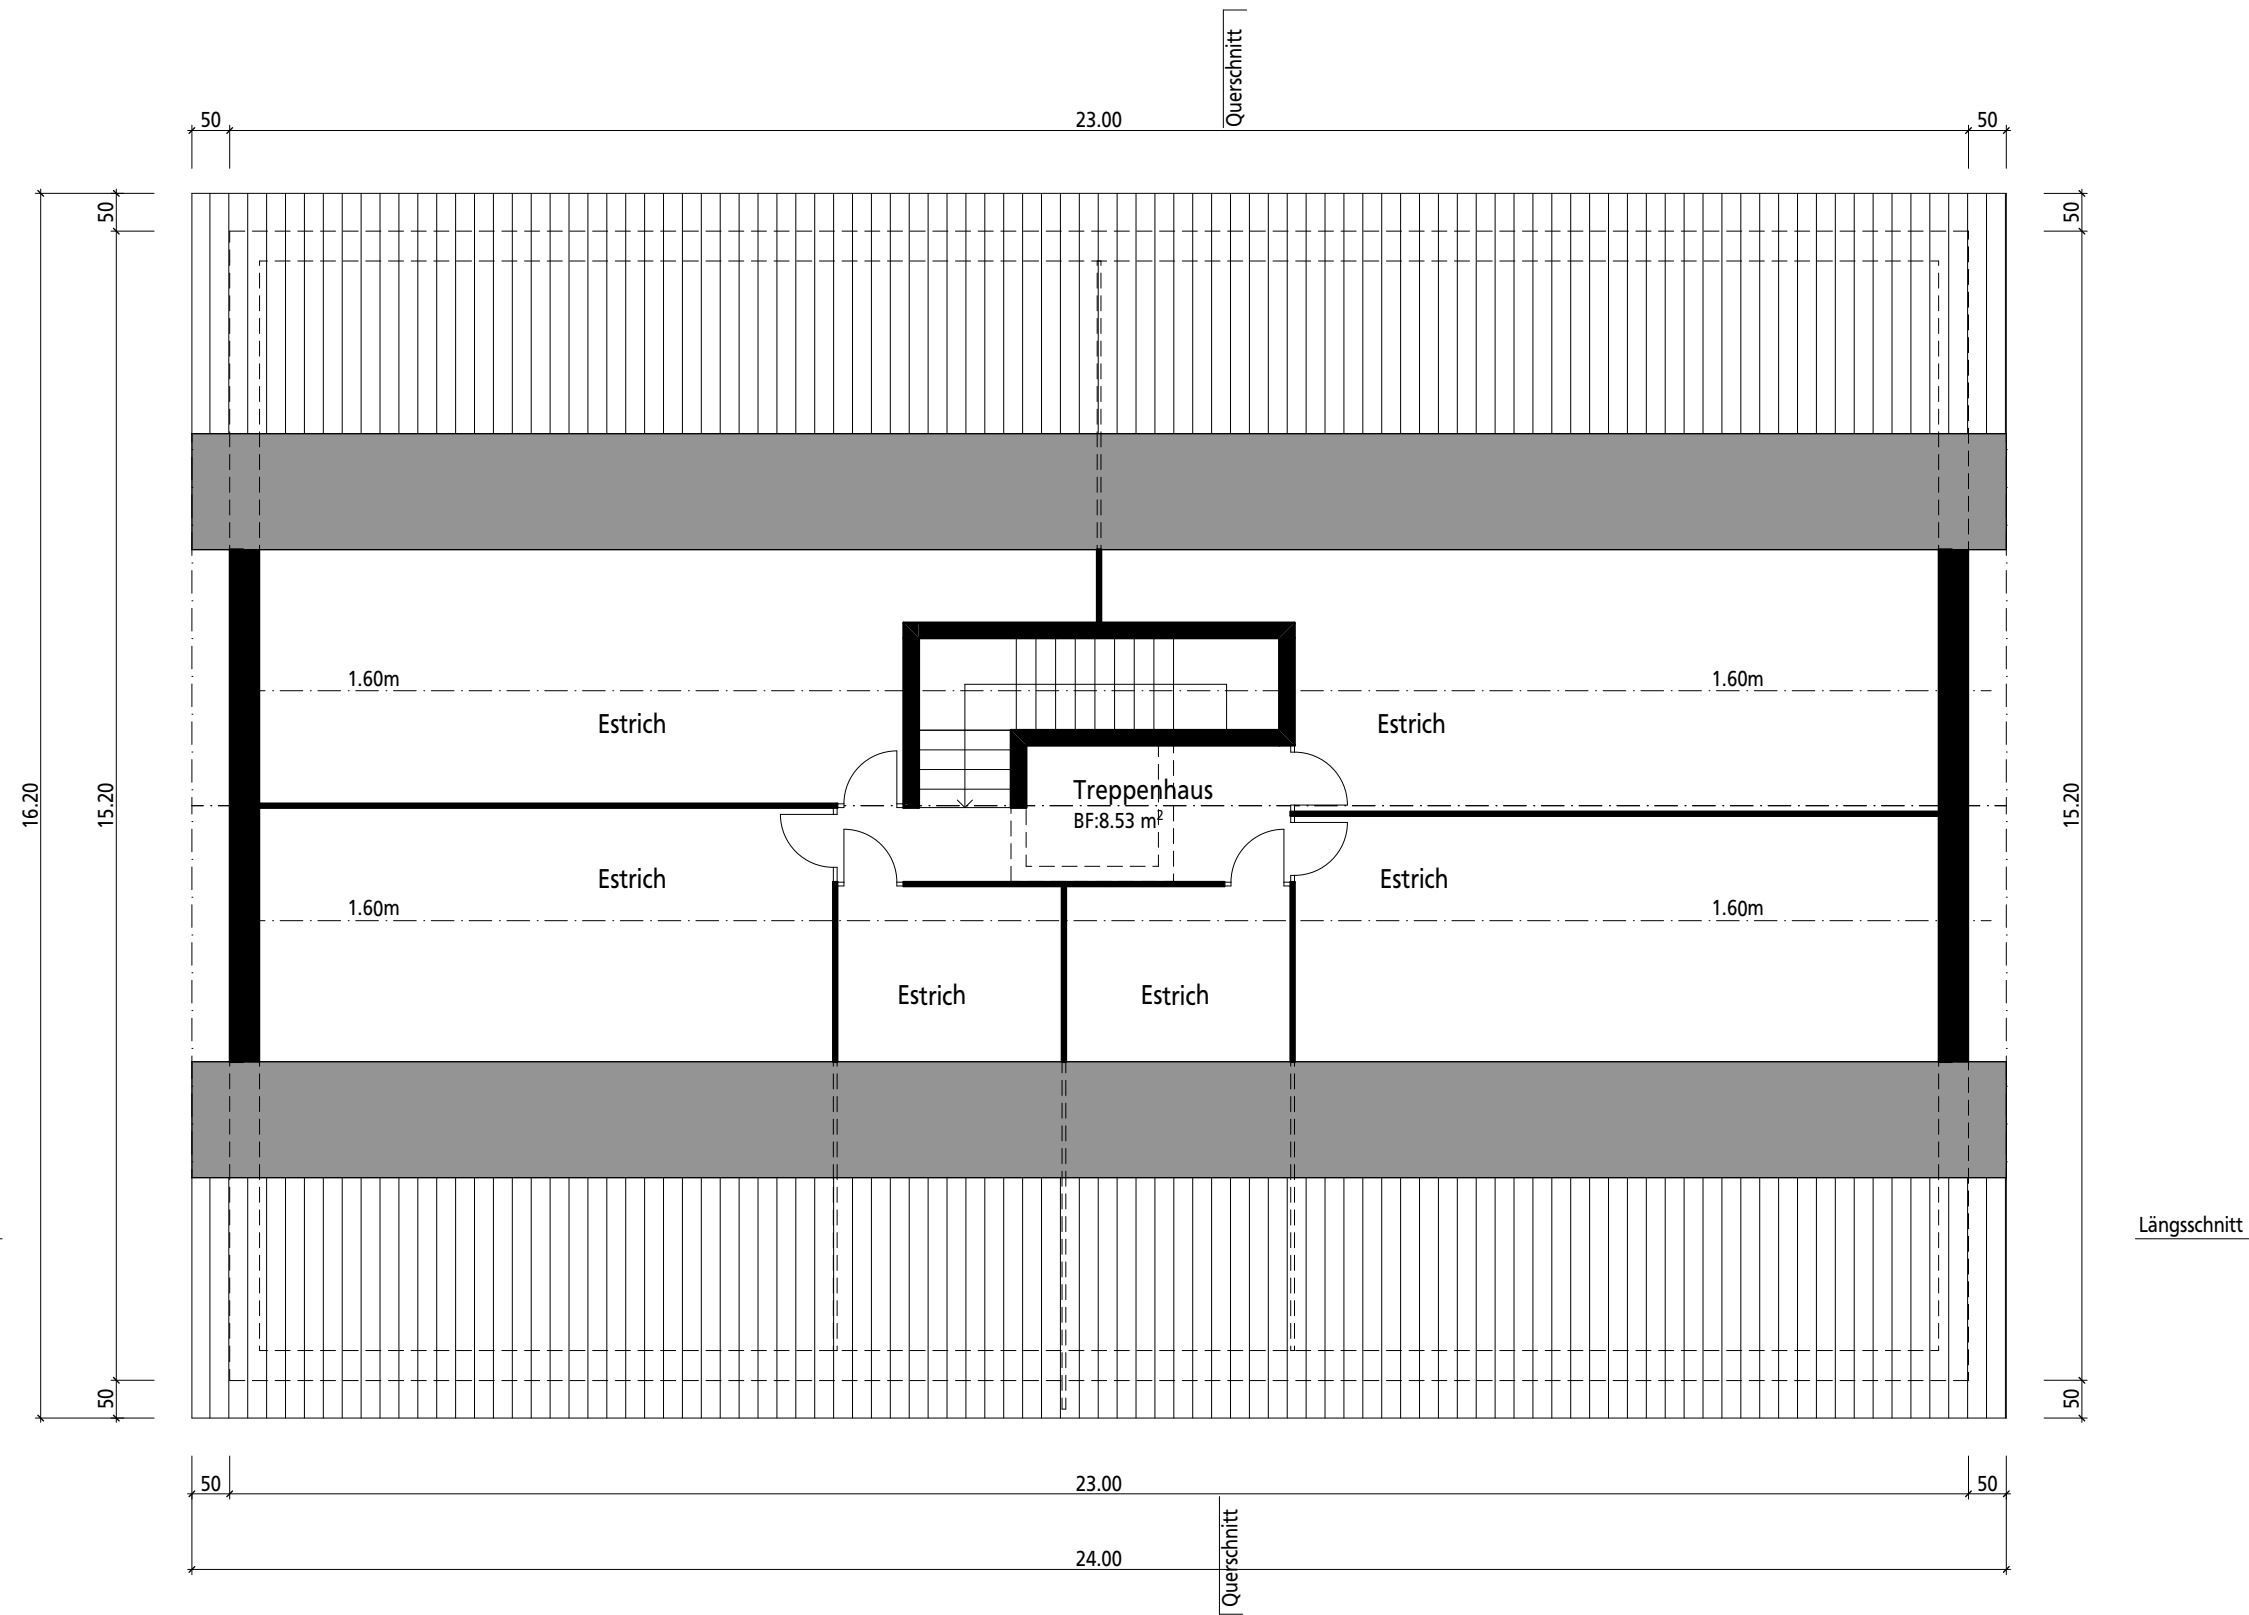 Querschnitt
50
23.00
50
50
50
1.60m
1.60m
Estrich
Estrich
Treppenhaus
BF:8.53 m²
16.20
15.20
15.20
Estrich
Estrich
1.60m
1.60m
Estrich
Estrich
Längsschnitt
50
50
50
23.00
50
Querschnitt
24.00